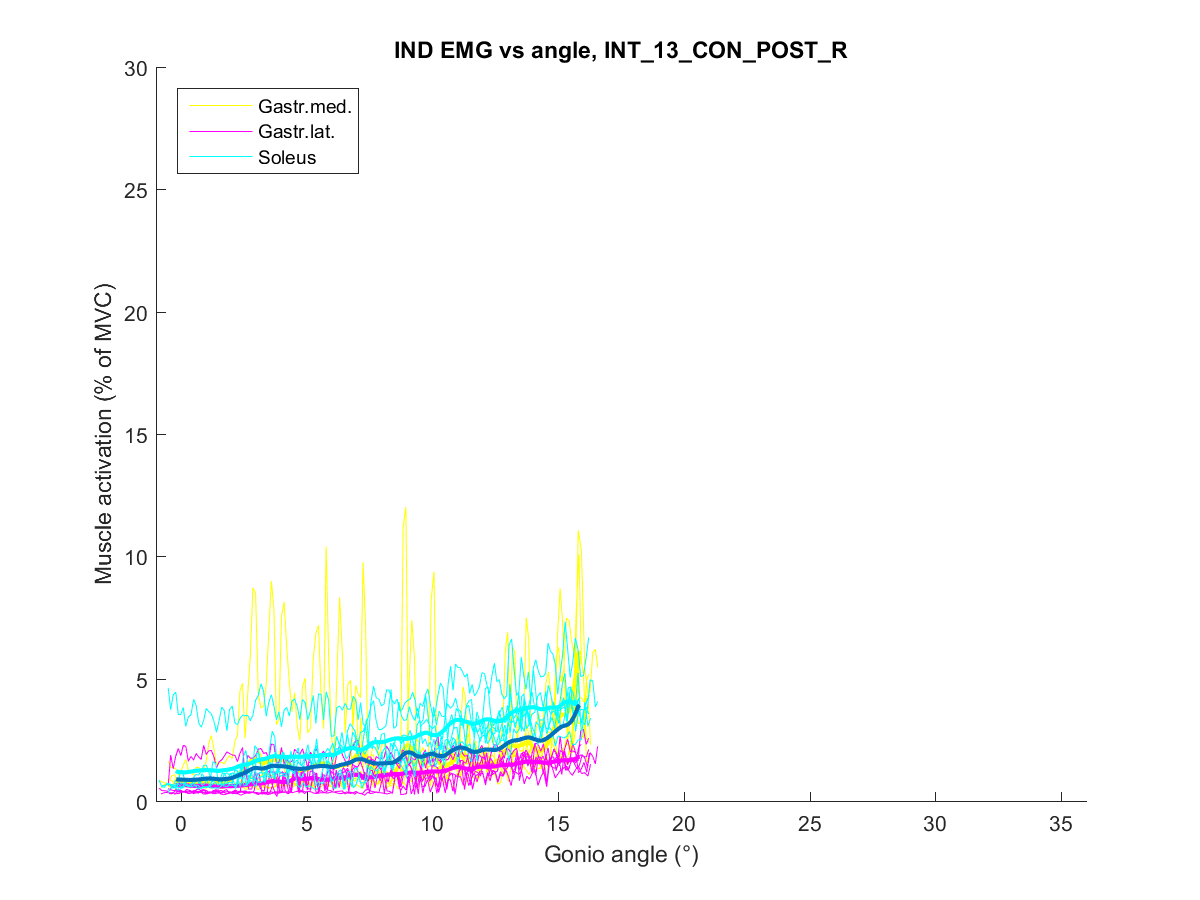 IND EMG vs angle, INT_13_CON_POST_R
30
25
20
15
10
5
0
Gastr.med.
Gastr.lat.
Soleus
Muscle activation (% of MVC)
0 5 10 15 20 25 30 35
Gonio angle (°)